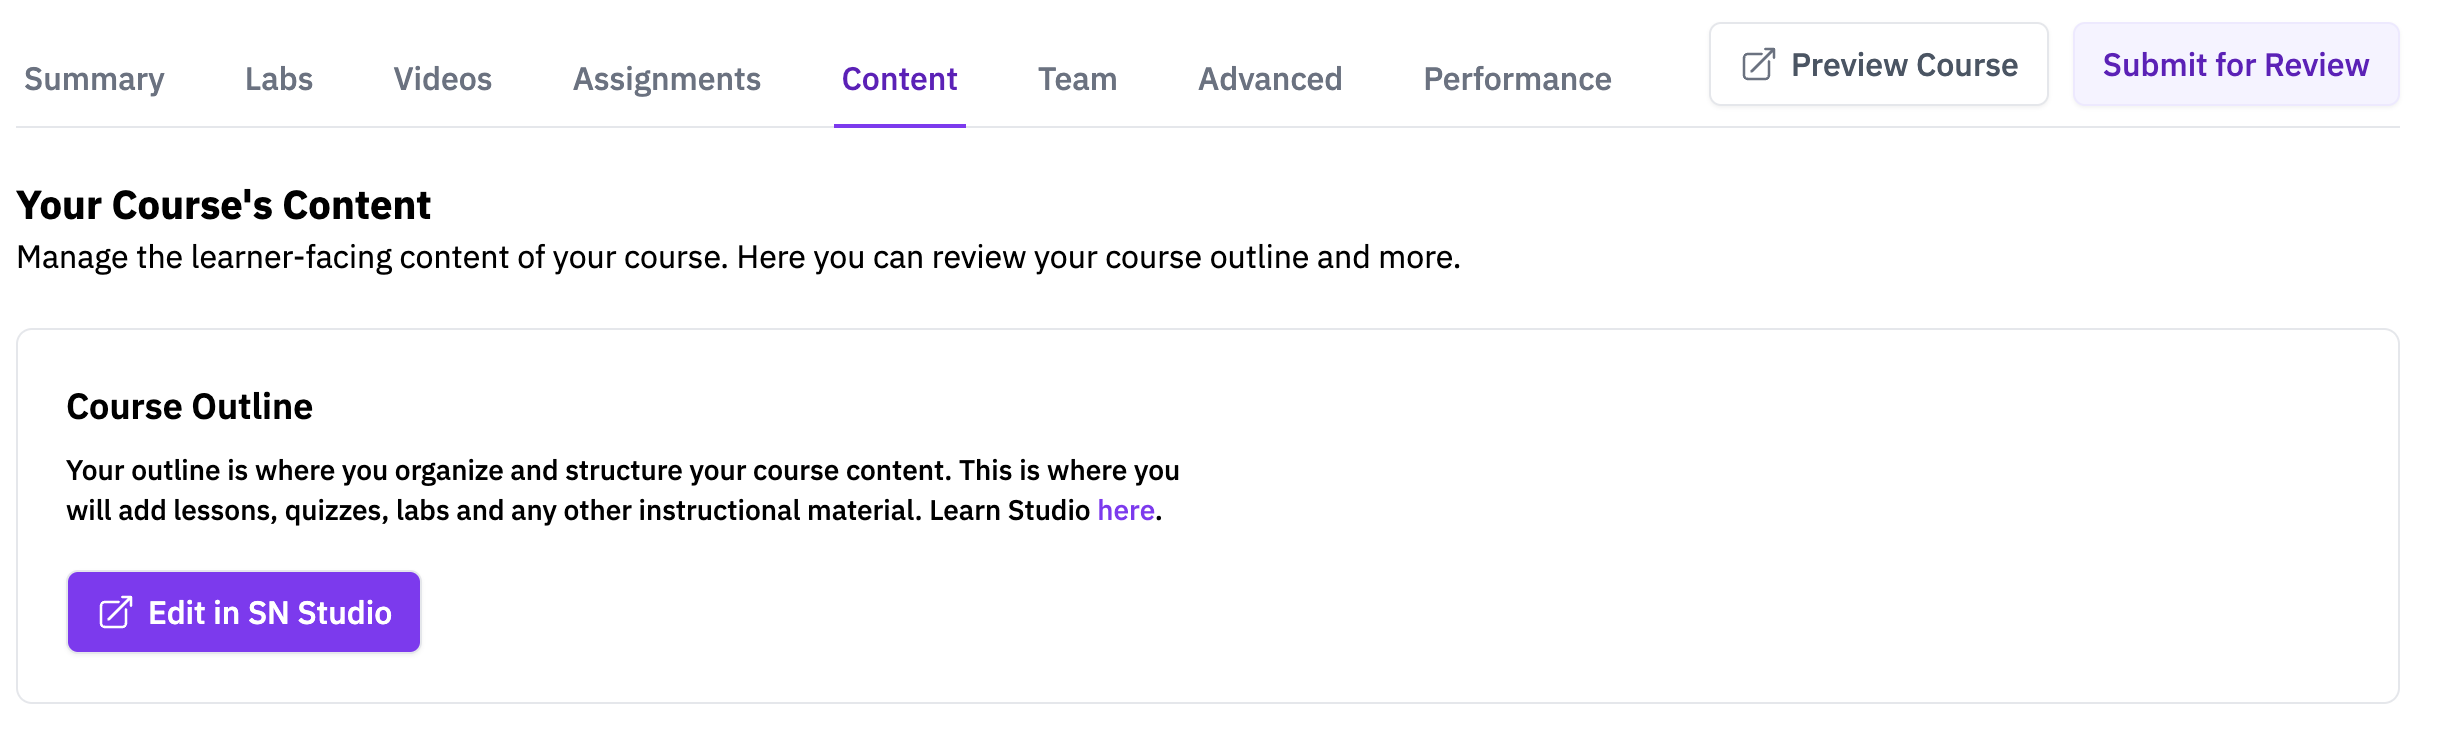 Summary
Labs
Videos
Assignments
Content
Team
Advanced
Performance
Preview Course
Submit for Review
Your Course's Content
Manage the learner-facing content of your course. Here you can review your course outline and more.
Course Outline
Your outline is where you organize and structure your course content. This is where you
will add lessons, quizzes, labs and any other instructional material. Learn Studio here.
Edit in SN Studio